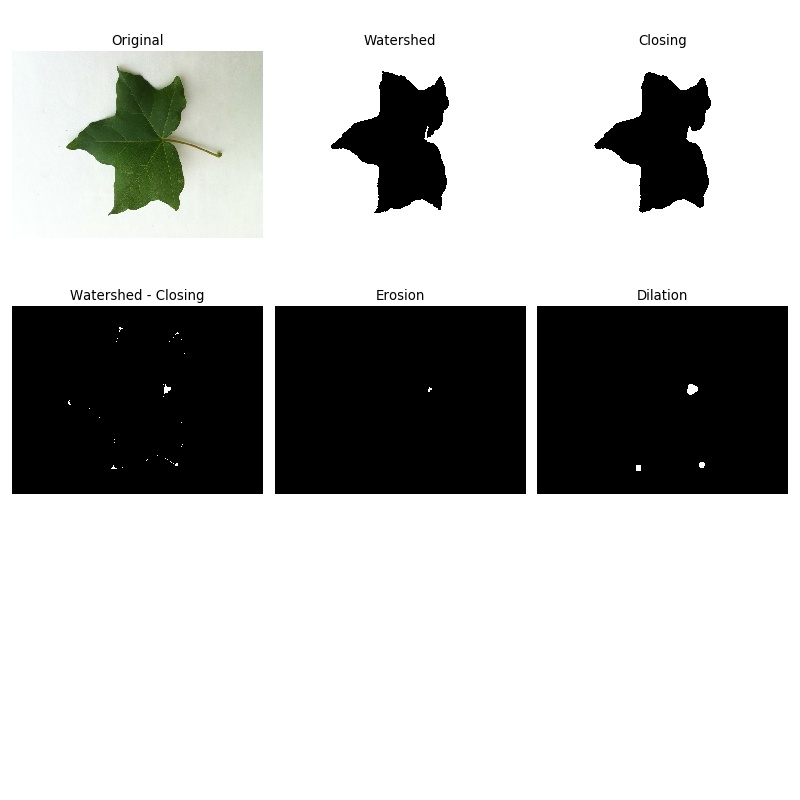 Original
Watershed
Closing
Watershed - Closing
Erosion
Dilation